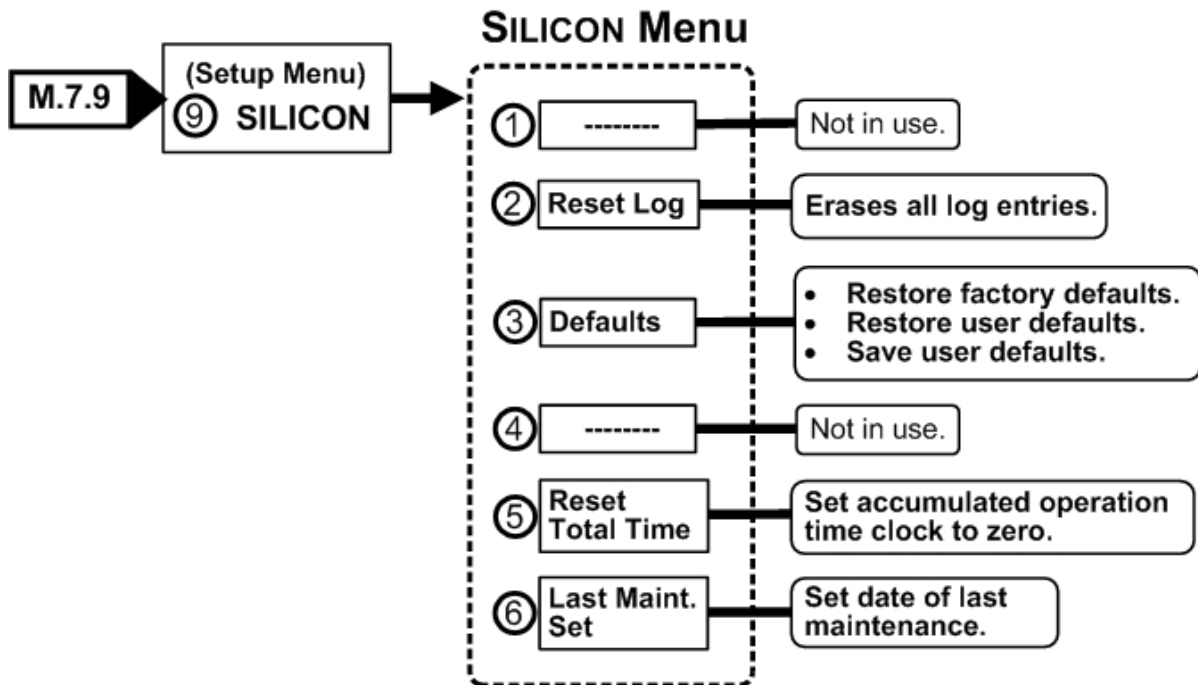 SILICON Menu
M.7.9
(Setup Menu)
9 SILICON
1 -------- Not in use.
2 Reset Log Erases all log entries.
3 Defaults
• Restore factory defaults.
• Restore user defaults.
• Save user defaults.
4 -------- Not in use.
5 Reset
Total Time
Set accumulated operation
time clock to zero.
6 Last Maint.
Set
Set date of last
maintenance.